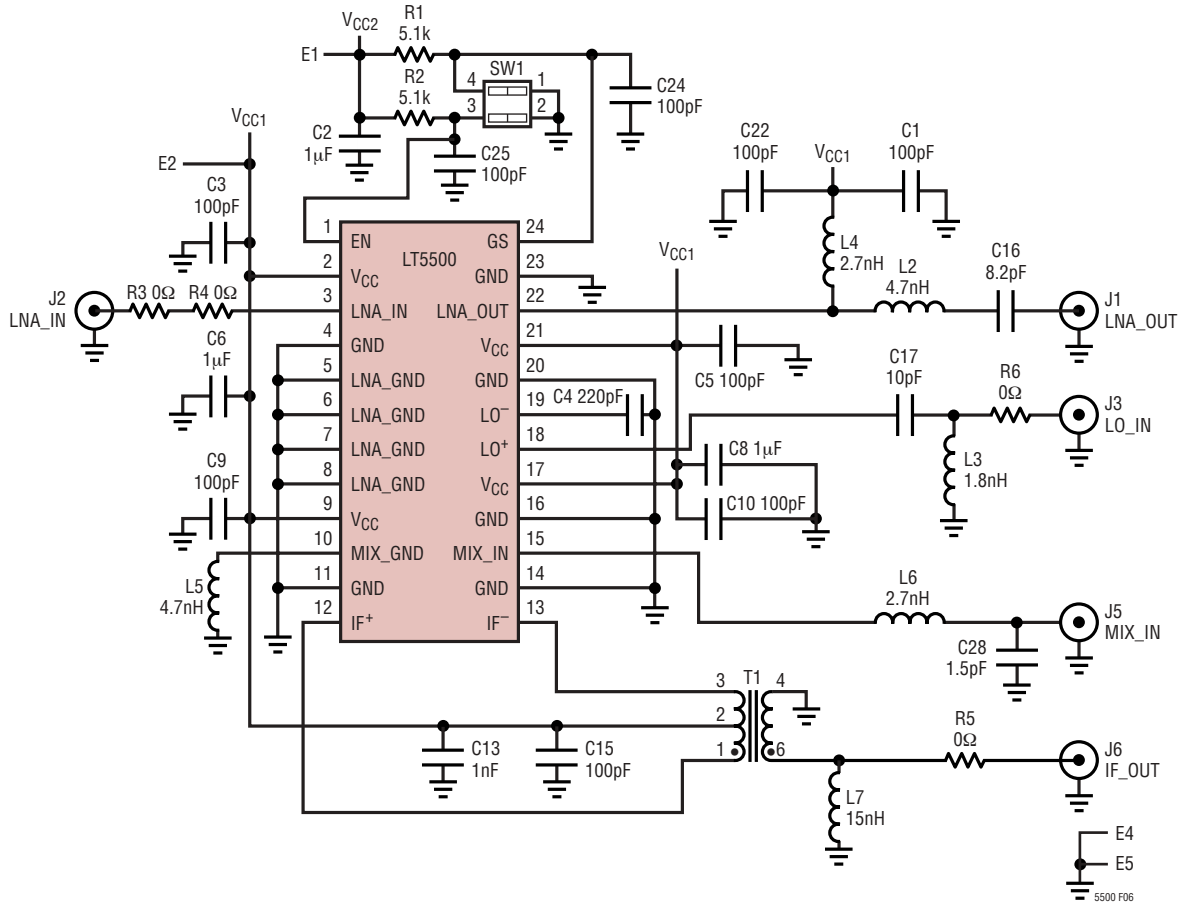 VCC2
E1
R1
5.1k
R2
5.1k
C2
1µF
SW1
4
3
1
2
C24
100pF
C25
100pF
VCC1
E2
C3
100pF
J2
LNA_IN
R3 0Ω
R4 0Ω
C6
1µF
C9
100pF
L5
4.7nH
LT5500
1
EN
2
VCC
3
LNA_IN
4
GND
5
LNA_GND
6
LNA_GND
7
LNA_GND
8
LNA_GND
9
VCC
10
MIX_GND
11
GND
12
IF+
24
GS
23
GND
22
LNA_OUT
21
VCC
20
GND
19
LO−
18
LO+
17
VCC
16
GND
15
MIX_IN
14
GND
13
IF−
C22
100pF
VCC1
C1
100pF
L4
2.7nH
L2
4.7nH
C16
8.2pF
J1
LNA_OUT
VCC1
C5 100pF
C4 220pF
C17
10pF
R6
0Ω
J3
LO_IN
L3
1.8nH
C8 1µF
C10 100pF
L6
2.7nH
J5
MIX_IN
C28
1.5pF
T1
3
2
1
4
6
C13
1nF
C15
100pF
R5
0Ω
J6
IF_OUT
L7
15nH
E4
E5
5500 F06